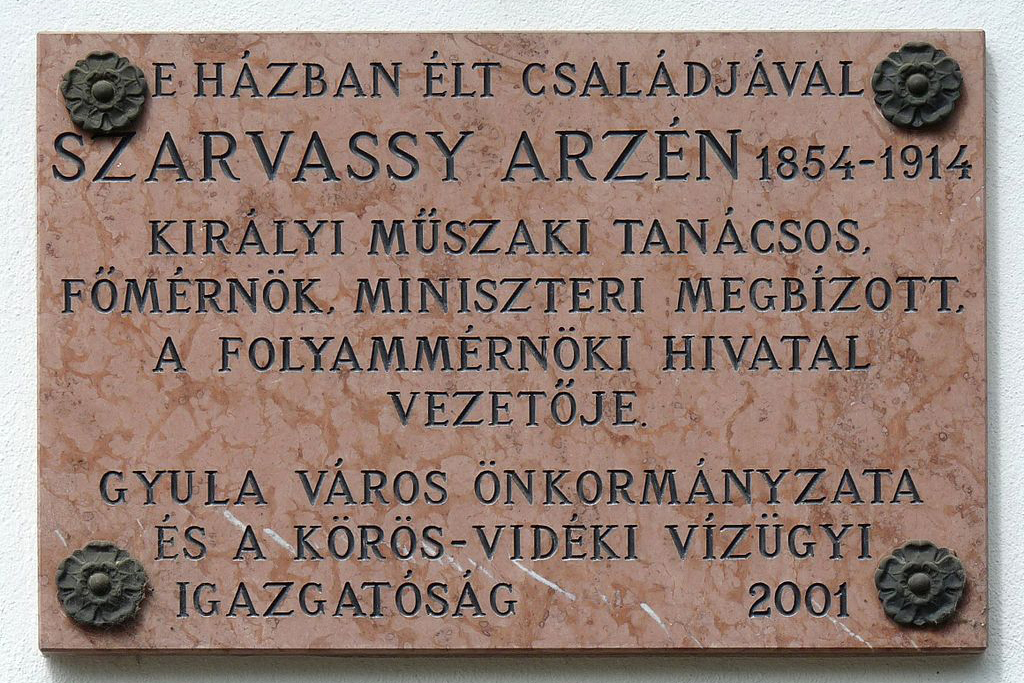 E HÁZBAN ÉLT CSALÁDJÁVAL
SZARVASSY ARZÉN 1854-1914
KIRÁLYI MŰSZAKI TANÁCSOS,
FŐMÉRNÖK, MINISZTERI MEGBÍZOTT,
A FOLYAMMÉRNÖKI HIVATAL
VEZETŐJE.
GYULA VÁROS ÖNKORMÁNYZATA
ÉS A KÖRÖS-VIDÉKI VÍZÜGYI
IGAZGATÓSÁG 2001